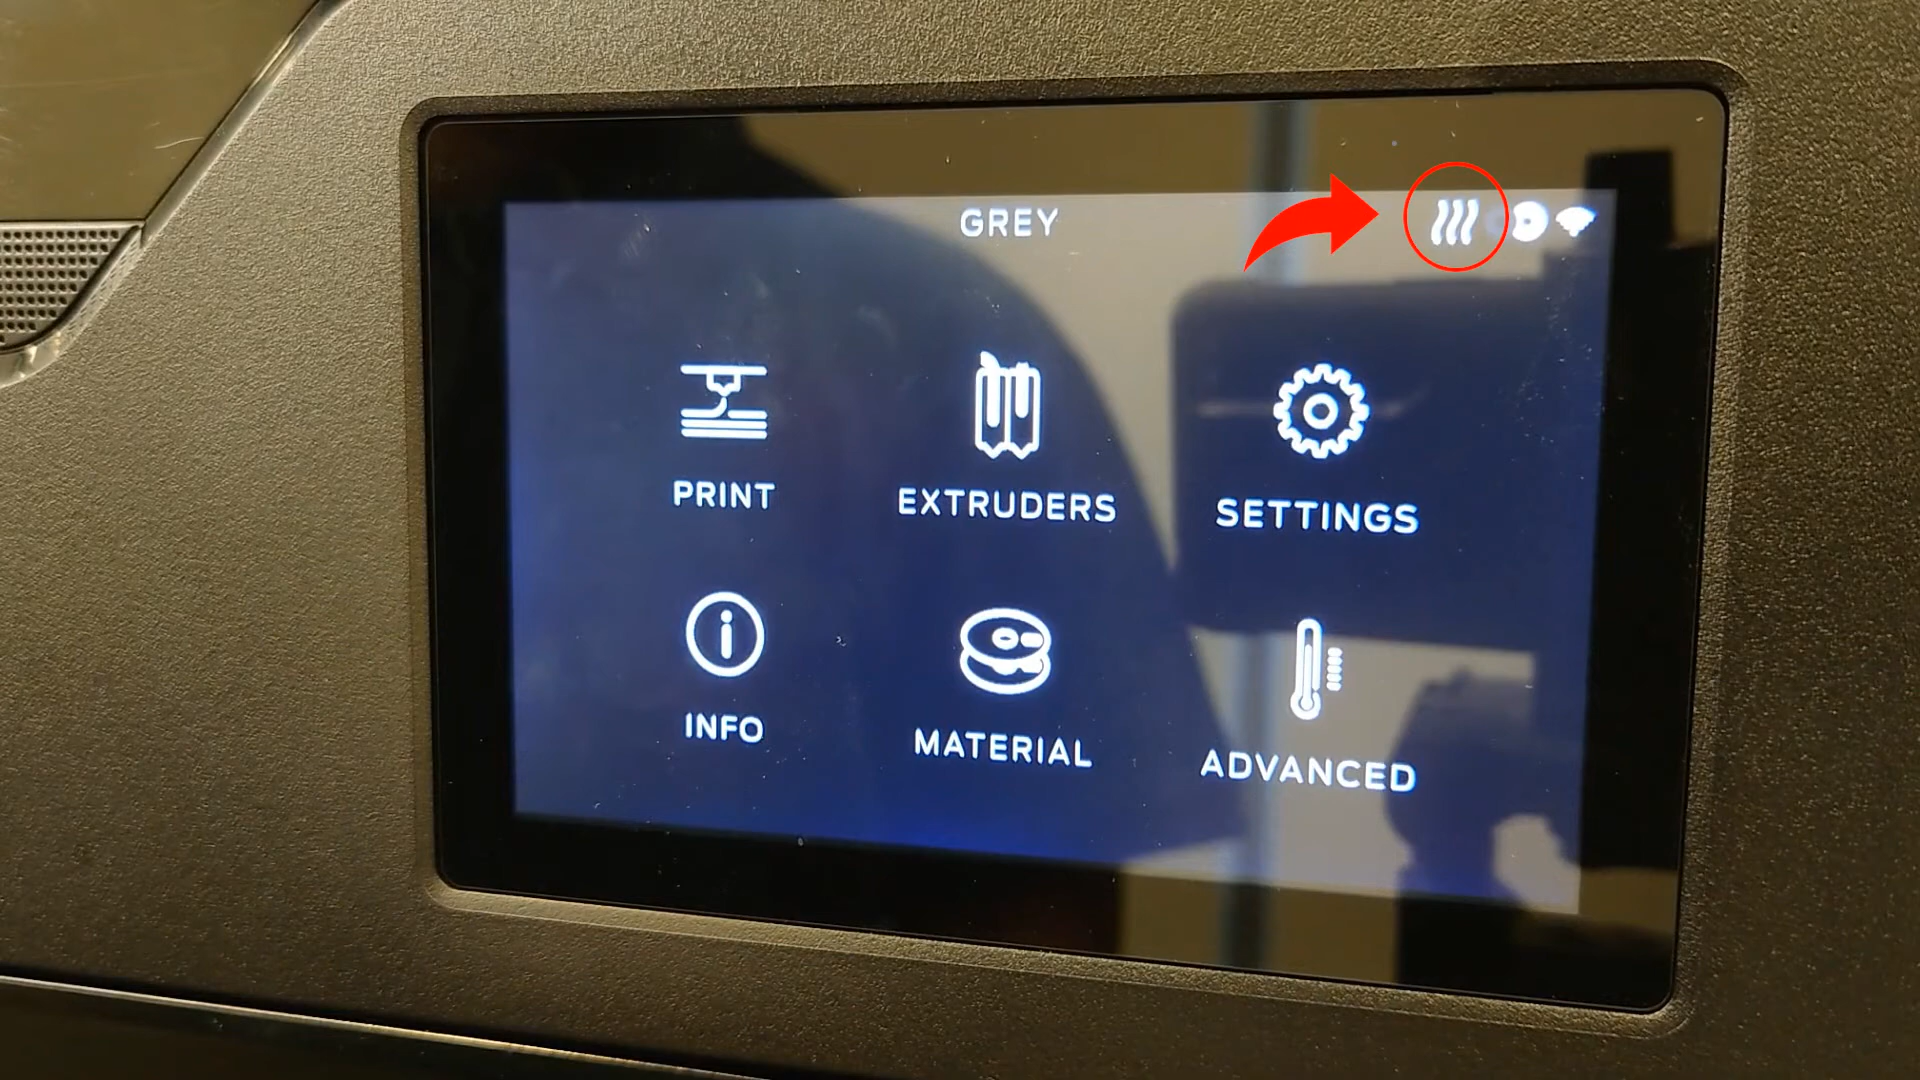 GREY
PRINT
EXTRUDERS
SETTINGS
INFO
MATERIAL
ADVANCED